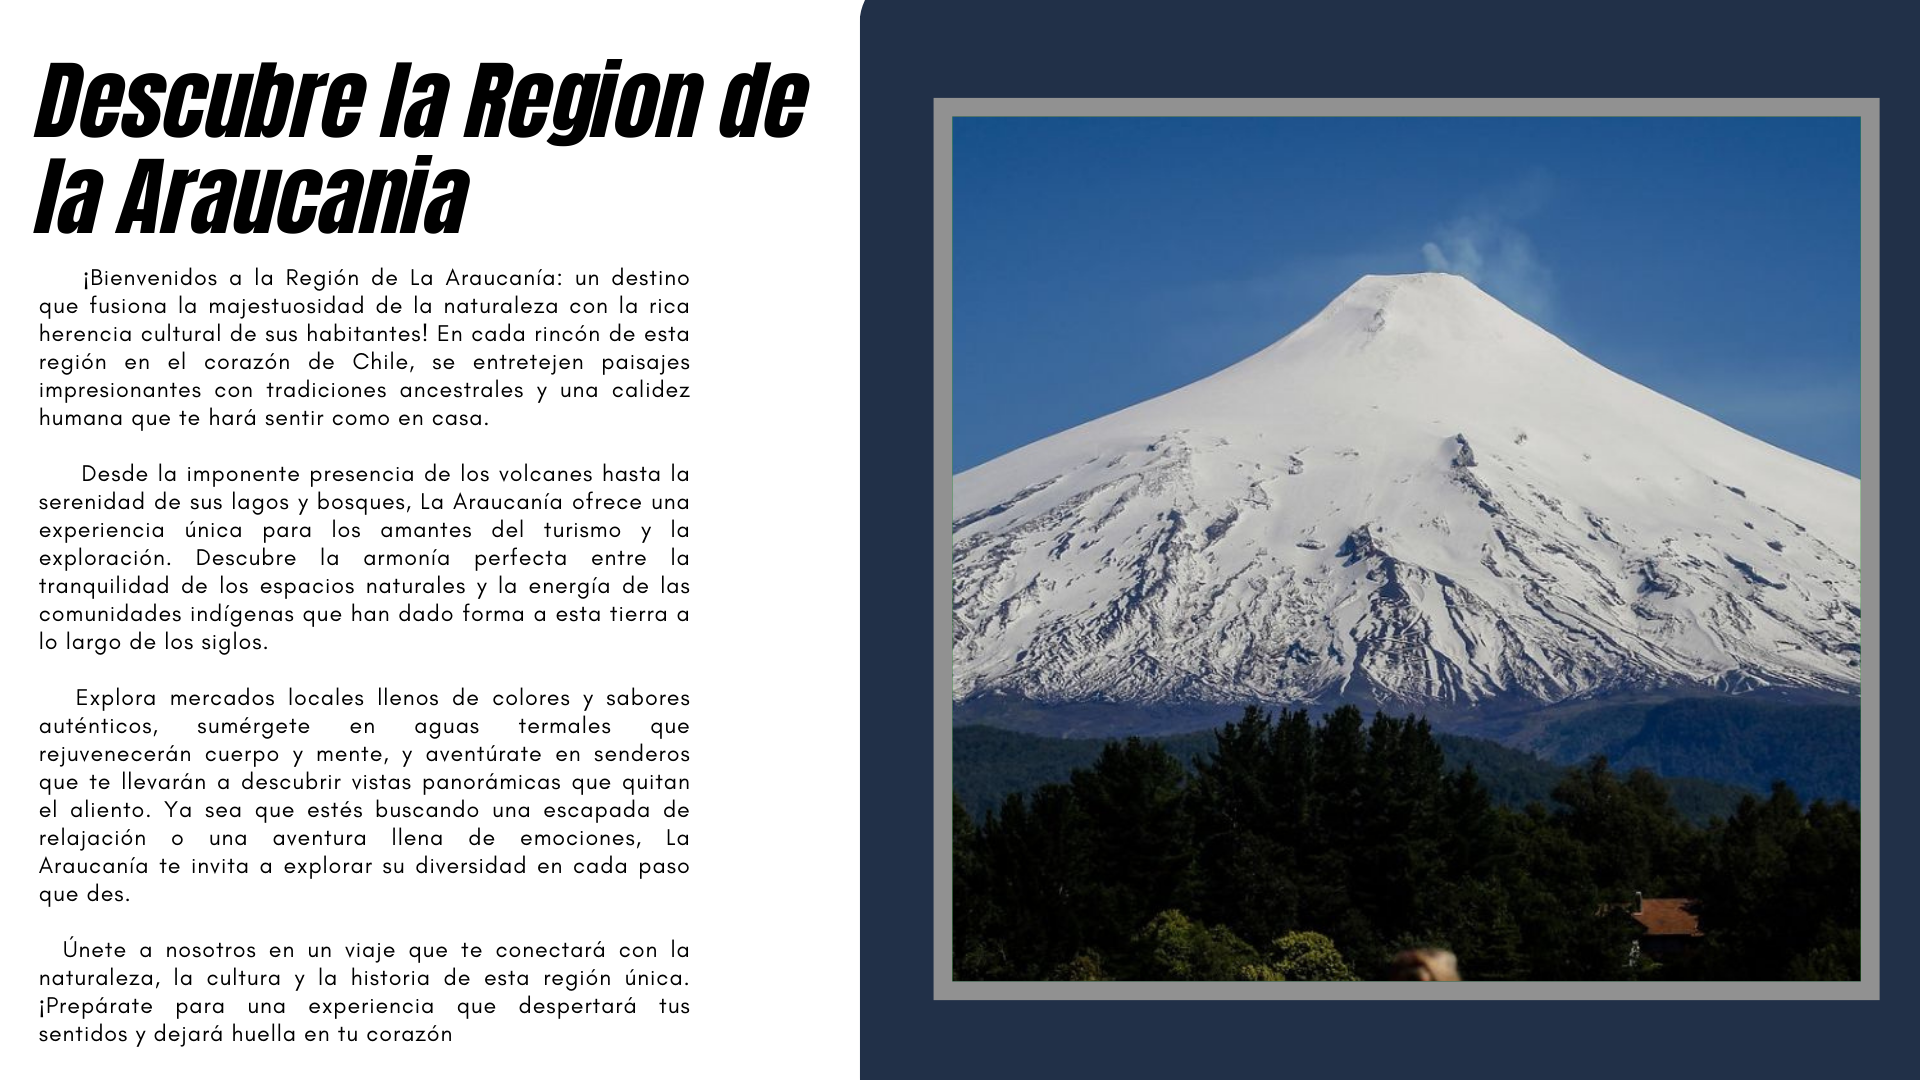 Descubre la Region de
la Araucania
¡Bienvenidos a la Región de La Araucanía: un destino
que fusiona la majestuosidad de la naturaleza con la rica
herencia cultural de sus habitantes! En cada rincón de esta
región en el corazón de Chile, se entretejen paisajes
impresionantes con tradiciones ancestrales y una calidez
humana que te hará sentir como en casa.
Desde la imponente presencia de los volcanes hasta la
serenidad de sus lagos y bosques, La Araucanía ofrece una
experiencia única para los amantes del turismo y la
exploración. Descubre la armonía perfecta entre la
tranquilidad de los espacios naturales y la energía de las
comunidades indígenas que han dado forma a esta tierra a
lo largo de los siglos.
Explora mercados locales llenos de colores y sabores
auténticos, sumérgete en aguas termales que
rejuvenecerán cuerpo y mente, y aventúrate en senderos
que te llevarán a descubrir vistas panorámicas que quitan
el aliento. Ya sea que estés buscando una escapada de
relajación o una aventura llena de emociones, La
Araucanía te invita a explorar su diversidad en cada paso
que des.
Únete a nosotros en un viaje que te conectará con la
naturaleza, la cultura y la historia de esta región única.
¡Prepárate para una experiencia que despertará tus
sentidos y dejará huella en tu corazón